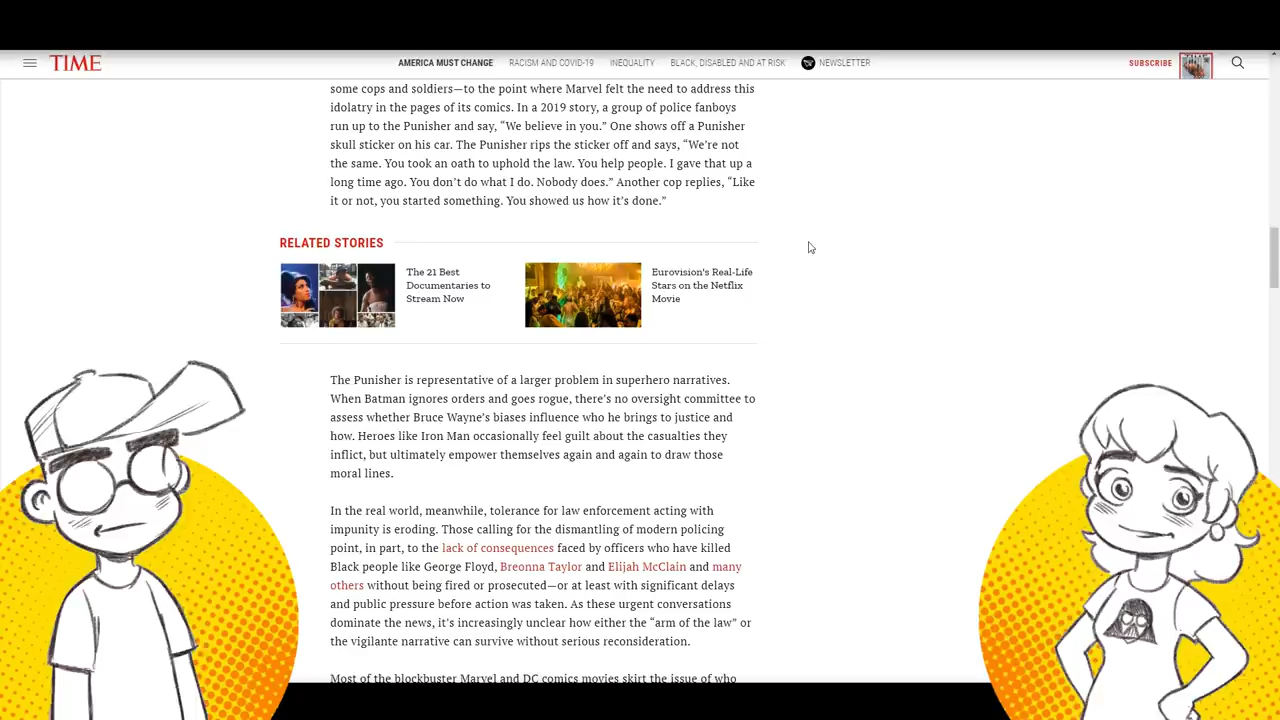 TIME
AMERICA MUST CHANGE
RACISM AND COVID-19
INEQUALITY
BLACK, DISABLED AND AT RISK
NEWSLETTER
SUBSCRIBE
some cops and soldiers—to the point where Marvel felt the need to address this
idolatry in the pages of its comics. In a 2019 story, a group of police fanboys
run up to the Punisher and say, “We believe in you.” One shows off a Punisher
skull sticker on his car. The Punisher rips the sticker off and says, “We're not
the same. You took an oath to uphold the law. You help people. I gave that up a
long time ago. You don't do what I do. Nobody does.” Another cop replies, “Like
it or not, you started something. You showed us how it's done.”
RELATED STORIES
The 21 Best
Documentaries to
Stream Now
Eurovision's Real-Life
Stars on the Netflix
Movie
The Punisher is representative of a larger problem in superhero narratives.
When Batman ignores orders and goes rogue, there's no oversight committee to
assess whether Bruce Wayne's biases influence who he brings to justice and
how. Heroes like Iron Man occasionally feel guilt about the casualties they
inflict, but ultimately empower themselves again and again to draw those
moral lines.
In the real world, meanwhile, tolerance for law enforcement acting with
impunity is eroding. Those calling for the dismantling of modern policing
point, in part, to the lack of consequences faced by officers who have killed
Black people like George Floyd, Breonna Taylor and Elijah McClain and many
others without being fired or prosecuted—or at least with significant delays
and public pressure before action was taken. As these urgent conversations
dominate the news, it's increasingly unclear how either the “arm of the law” or
the vigilante narrative can survive without serious reconsideration.
Most of the blockbuster Marvel and DC comics movies skirt the issue of who